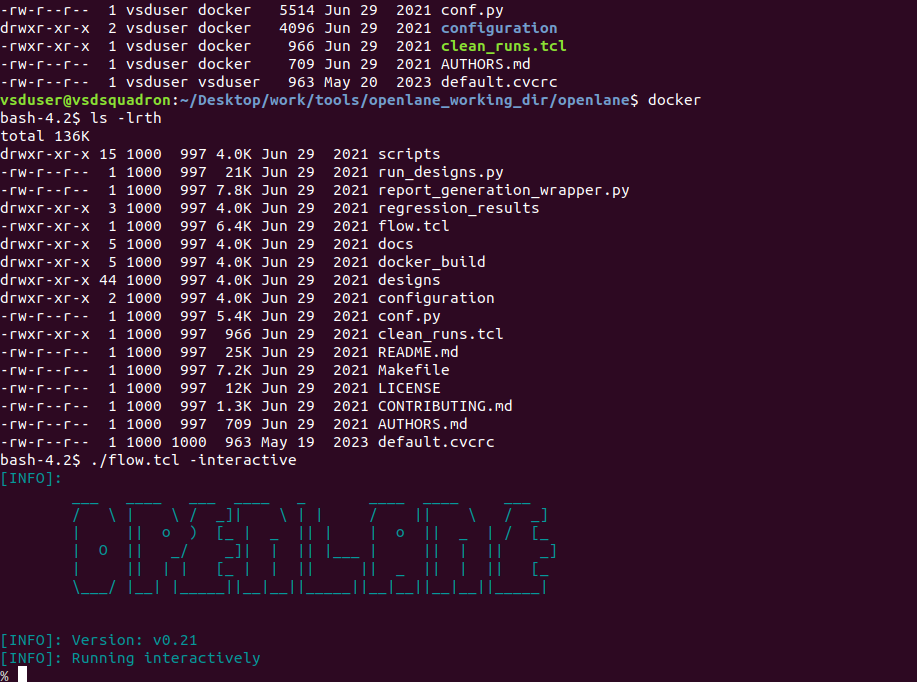 -rw-r--r--  1 vsduser docker   5514 Jun 29  2021 conf.py
drwxr-xr-x  2 vsduser docker   4096 Jun 29  2021 configuration
-rwxr-xr-x  1 vsduser docker    966 Jun 29  2021 clean_runs.tcl
-rw-r--r--  1 vsduser docker    709 Jun 29  2021 AUTHORS.md
-rw-r--r--  1 vsduser vsduser   963 May 20  2023 default.cvcrc
vsduser@vsdsquadron:~/Desktop/work/tools/openlane_working_dir/openlane$ docker
bash-4.2$ ls -lrth
total 136K
drwxr-xr-x 15 1000  997 4.0K Jun 29  2021 scripts
-rw-r--r--  1 1000  997  21K Jun 29  2021 run_designs.py
-rw-r--r--  1 1000  997 7.8K Jun 29  2021 report_generation_wrapper.py
drwxr-xr-x  3 1000  997 4.0K Jun 29  2021 regression_results
-rwxr-xr-x  1 1000  997 6.4K Jun 29  2021 flow.tcl
drwxr-xr-x  5 1000  997 4.0K Jun 29  2021 docs
drwxr-xr-x  5 1000  997 4.0K Jun 29  2021 docker_build
drwxr-xr-x 44 1000  997 4.0K Jun 29  2021 designs
drwxr-xr-x  2 1000  997 4.0K Jun 29  2021 configuration
-rw-r--r--  1 1000  997 5.4K Jun 29  2021 conf.py
-rwxr-xr-x  1 1000  997  966 Jun 29  2021 clean_runs.tcl
-rw-r--r--  1 1000  997  25K Jun 29  2021 README.md
-rw-r--r--  1 1000  997 7.2K Jun 29  2021 Makefile
-rw-r--r--  1 1000  997  12K Jun 29  2021 LICENSE
-rw-r--r--  1 1000  997 1.3K Jun 29  2021 CONTRIBUTING.md
-rw-r--r--  1 1000  997  709 Jun 29  2021 AUTHORS.md
-rw-r--r--  1 1000 1000  963 May 19  2023 default.cvcrc
bash-4.2$ ./flow.tcl -interactive
[INFO]:
OPENLANE
[INFO]: Version: v0.21
[INFO]: Running interactively
%